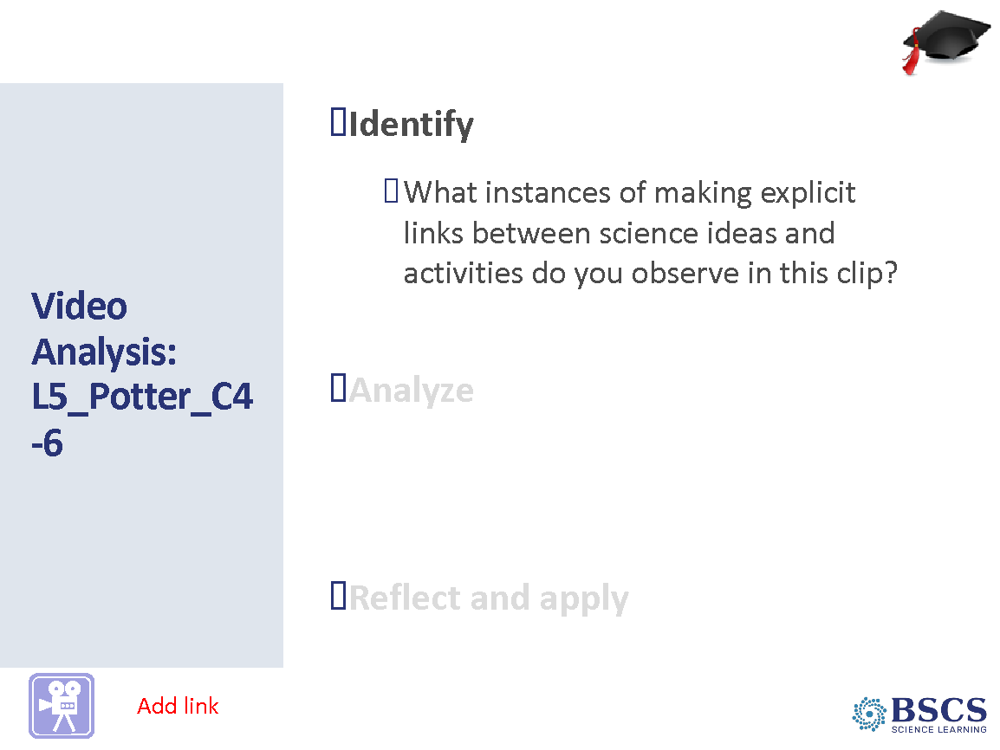 Identify
What instances of making explicit
links between science ideas and
activities do you observe in this clip?
Video
Analysis:
L5_Potter_C4
-6
Analyze
Reflect and apply
Add link
BSCS
SCIENCE LEARNING